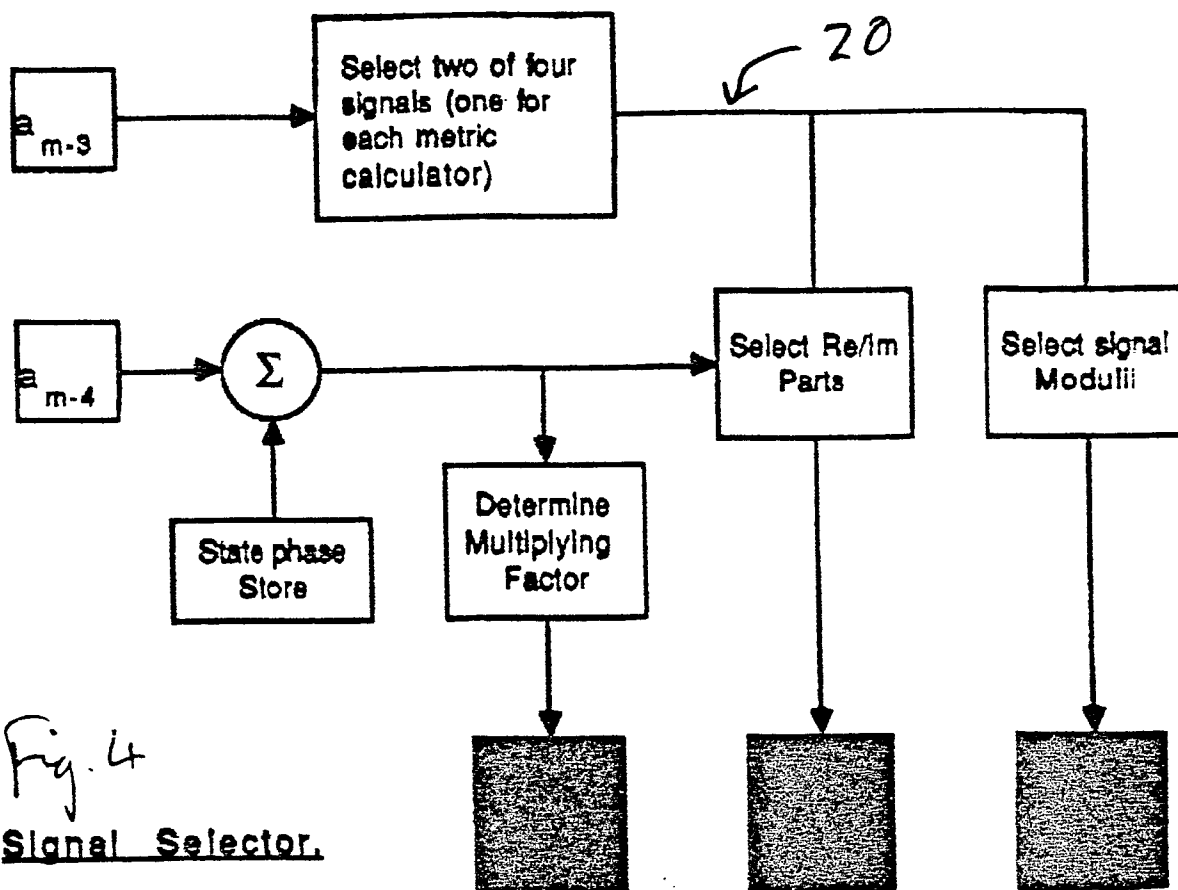 20
Select two of four
signals (one for
each metric
calculator)
a m-3
a m-4
Σ
Select Re/Im
Parts
Select signal
Modulii
State phase
Store
Determine
Multiplying
Factor
Fig. 4
Signal Selector.